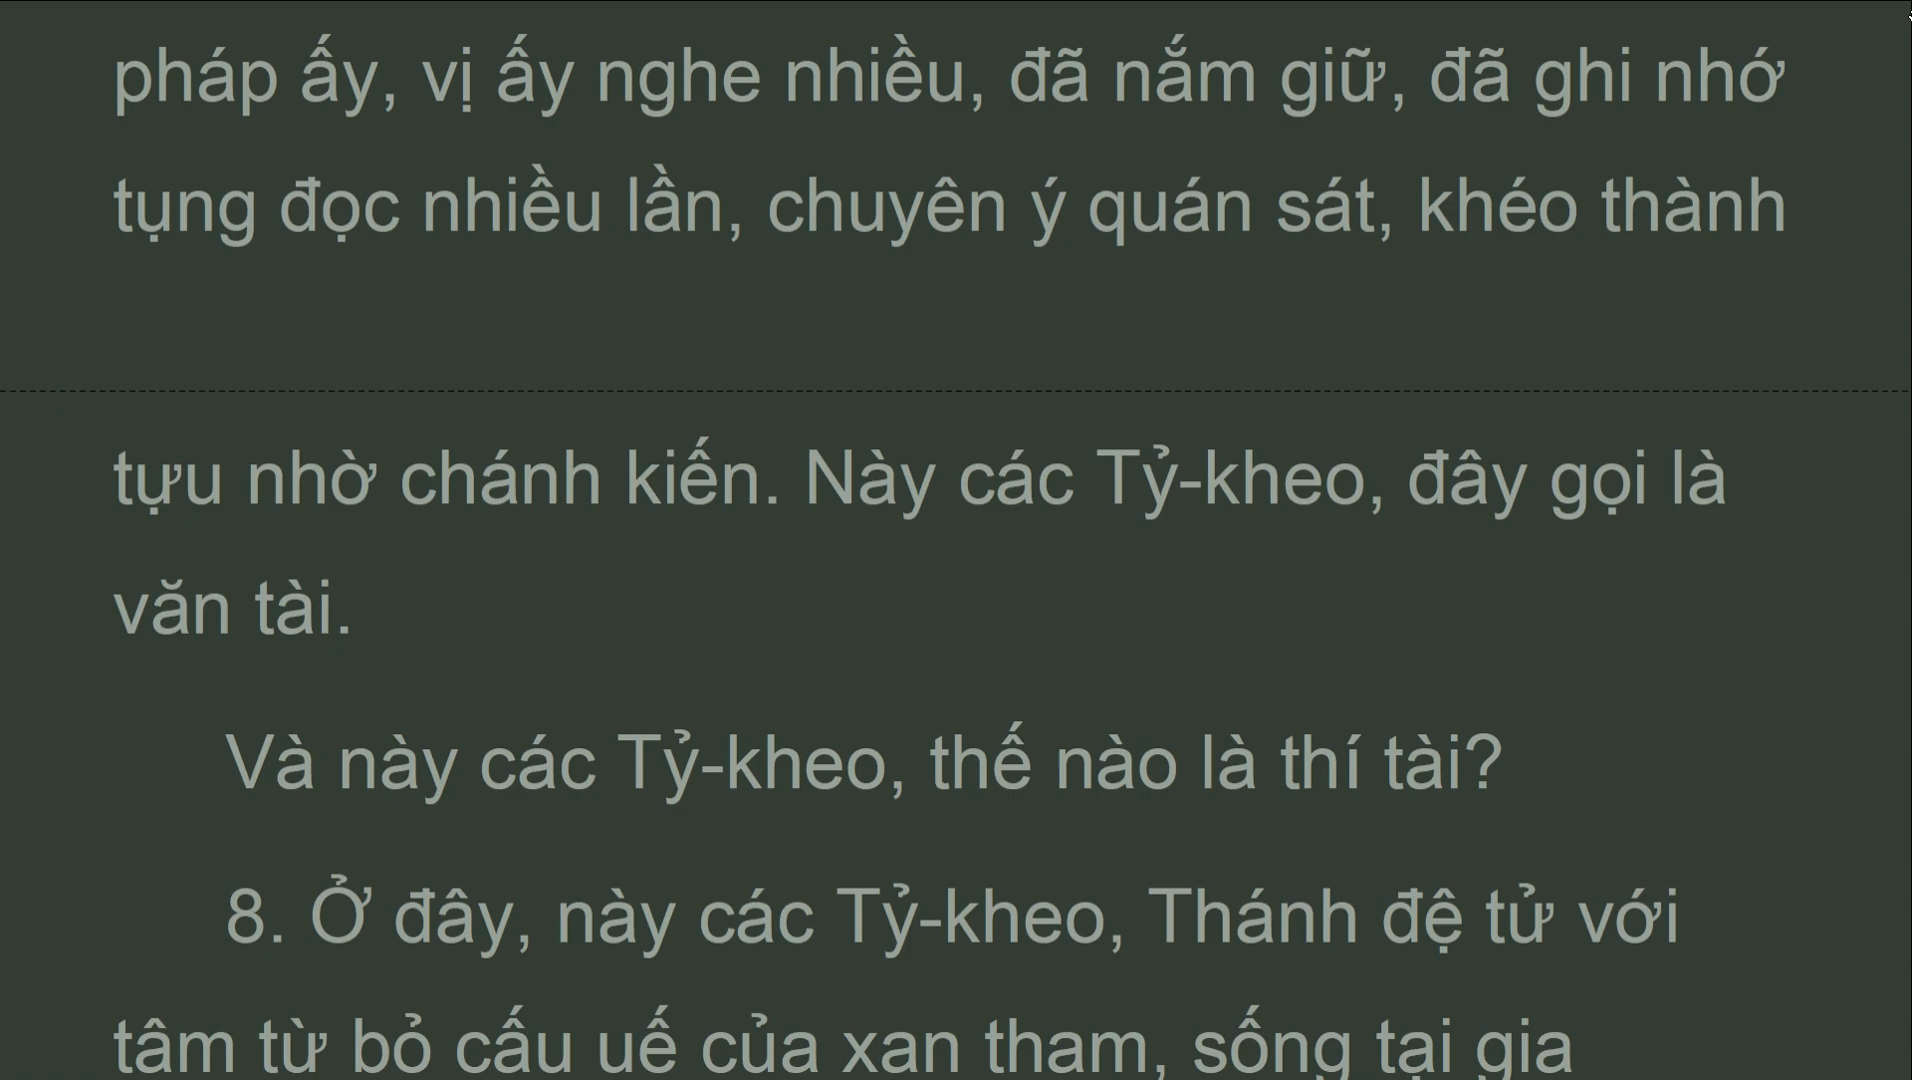 pháp ấy, vị ấy nghe nhiều, đã nắm giữ, đã ghi nhớ
tụng đọc nhiều lần, chuyên ý quán sát, khéo thành
tựu nhờ chánh kiến. Này các Tỷ-kheo, đây gọi là
văn tài.
Và này các Tỷ-kheo, thế nào là thí tài?
8. Ở đây, này các Tỷ-kheo, Thánh đệ tử với
tâm từ bỏ cấu uế của xan tham, sống tại gia